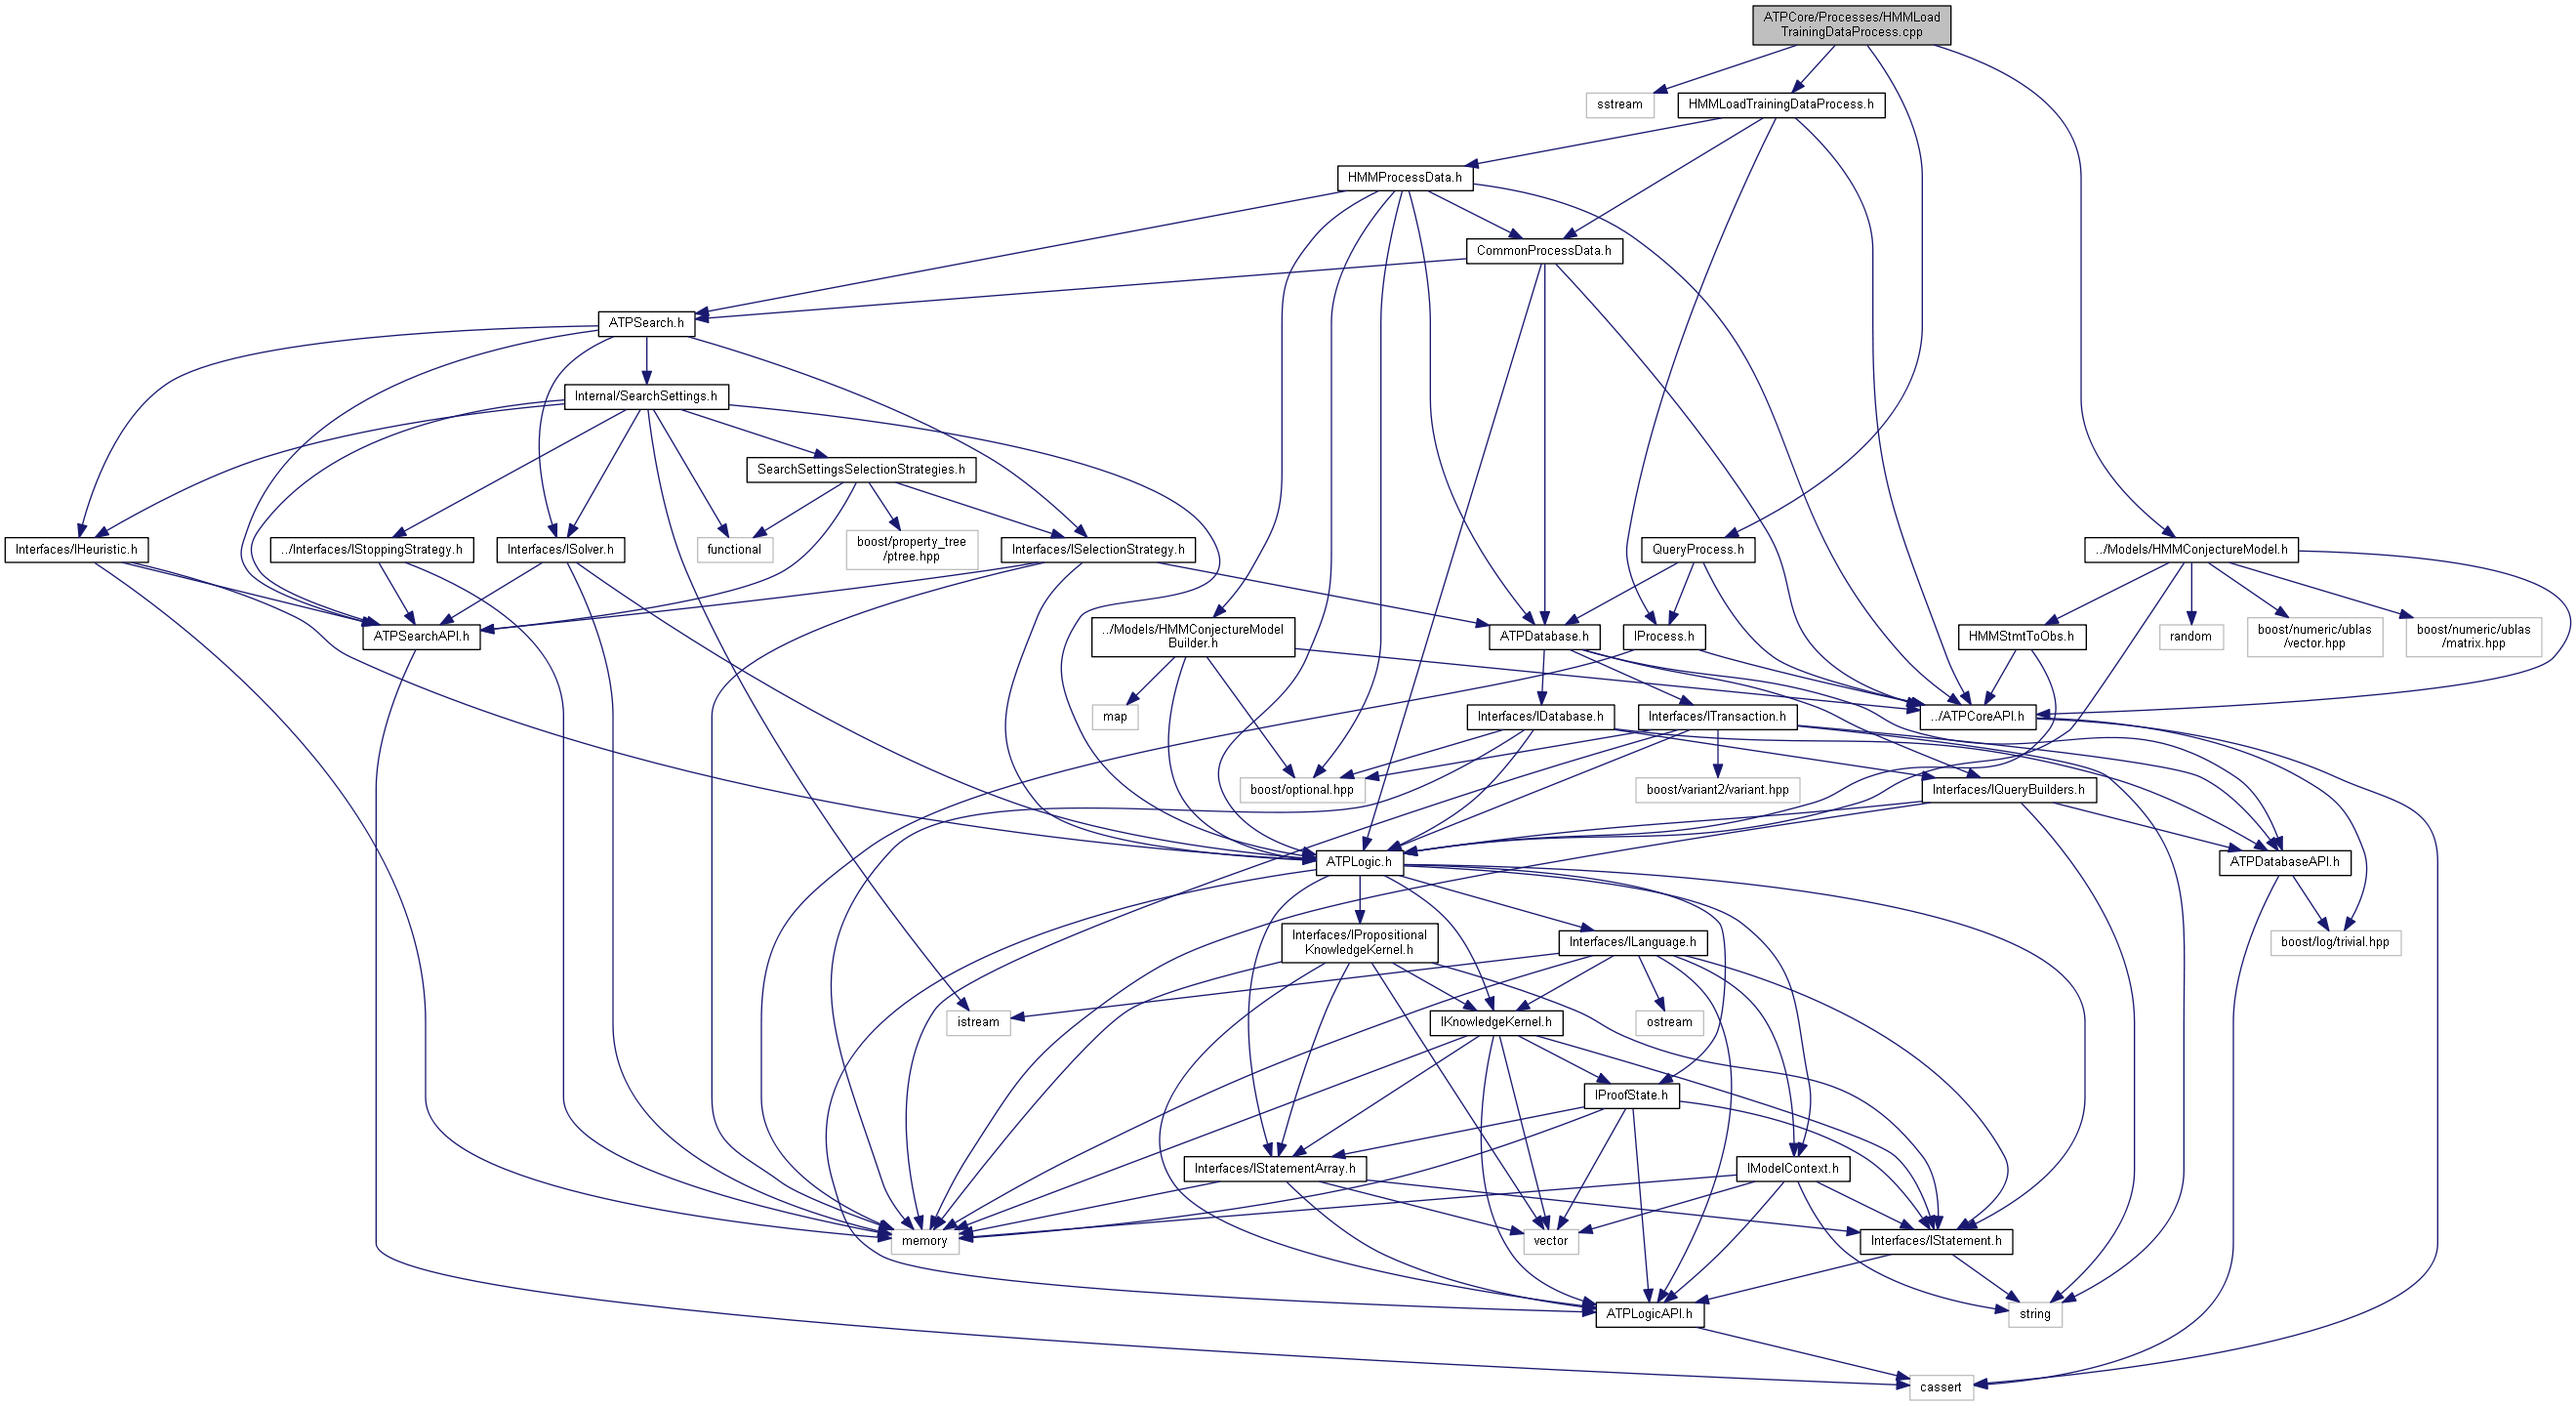 ATPCore/Processes/HMMLoad
TrainingDataProcess.cpp
sstream
HMMLoadTrainingDataProcess.h
HMMProcessData.h
CommonProcessData.h
ATPSearch.h
Internal/SearchSettings.h
SearchSettingsSelectionStrategies.h
Interfaces/IHeuristic.h
../Interfaces/IStoppingStrategy.h
Interfaces/ISolver.h
functional
boost/property_tree
/ptree.hpp
Interfaces/ISelectionStrategy.h
QueryProcess.h
../Models/HMMConjectureModel.h
ATPSearchAPI.h
../Models/HMMConjectureModel
Builder.h
ATPDatabase.h
IProcess.h
HMMStmtToObs.h
random
boost/numeric/ublas
/vector.hpp
boost/numeric/ublas
/matrix.hpp
map
Interfaces/IDatabase.h
Interfaces/ITransaction.h
../ATPCoreAPI.h
boost/optional.hpp
boost/variant2/variant.hpp
Interfaces/IQueryBuilders.h
ATPLogic.h
ATPDatabaseAPI.h
Interfaces/IPropositional
KnowledgeKernel.h
Interfaces/ILanguage.h
boost/log/trivial.hpp
istream
IKnowledgeKernel.h
ostream
IProofState.h
Interfaces/IStatementArray.h
IModelContext.h
memory
vector
Interfaces/IStatement.h
ATPLogicAPI.h
string
cassert